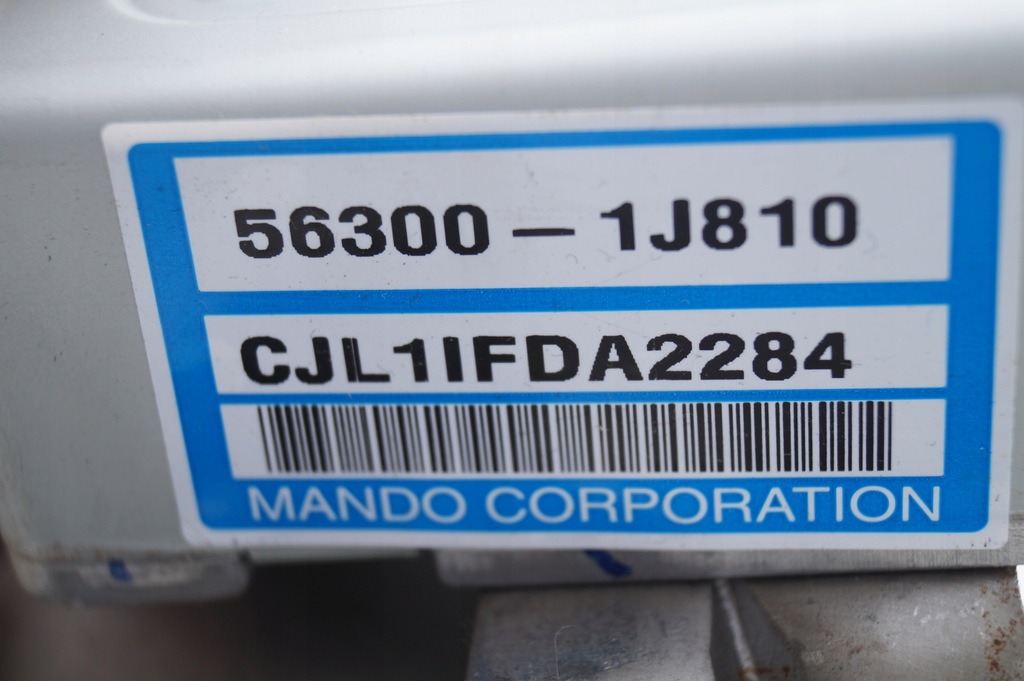 56300 - 1J810
CJL1IFDA2284
MANDO CORPORATION